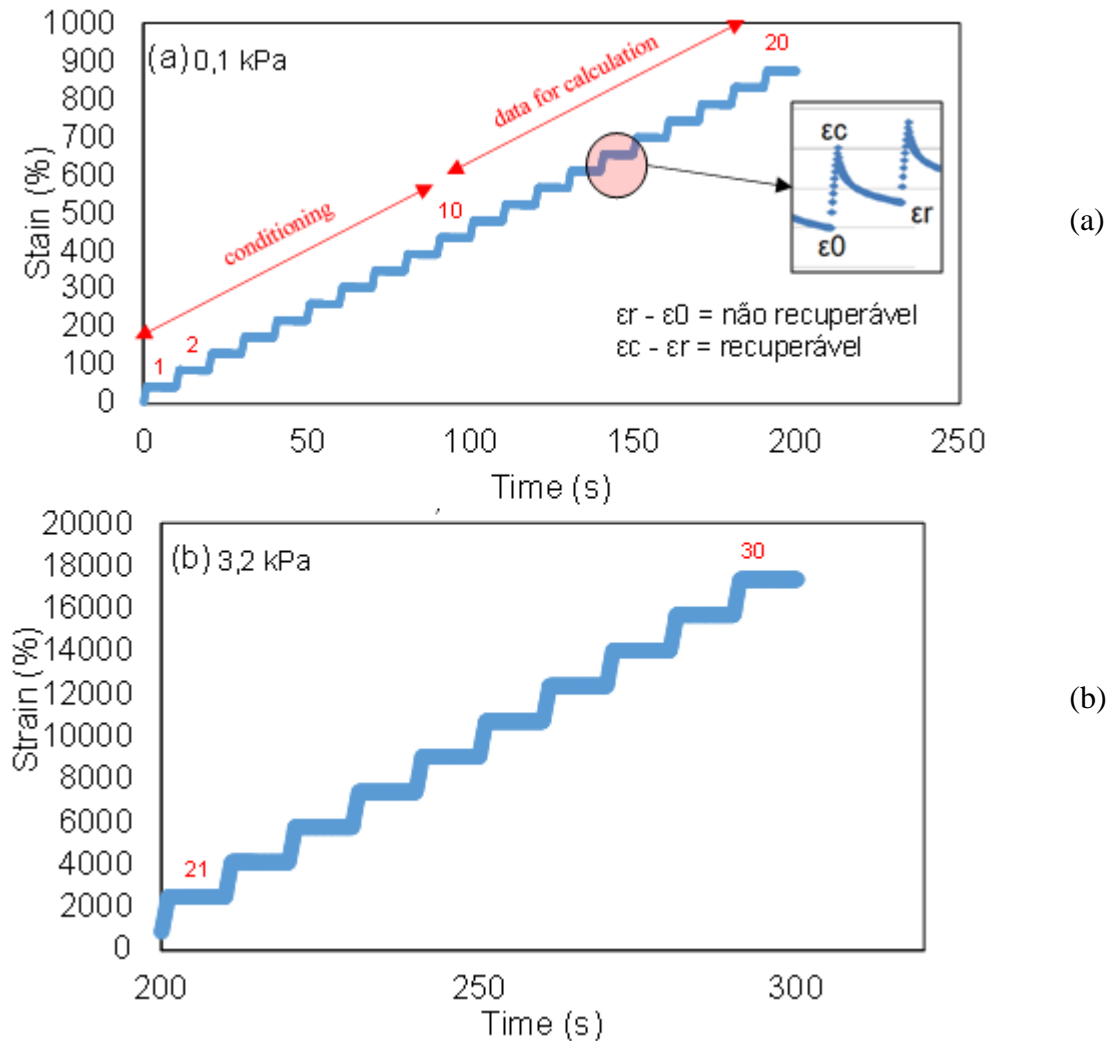 1000
900
800
700
600
500
400
300
200
100
0
Stain (%)
(a) 0,1 kPa
conditioning
data for calculation
1
2
10
20
εc
ε0
εr
εr - ε0 = não recuperável
εc - εr = recuperável
0 50 100 150 200 250
Time (s)
(a)
20000
18000
16000
14000
12000
10000
8000
6000
4000
2000
0
Strain (%)
(b) 3,2 kPa
21
30
200 250 300
Time (s)
(b)